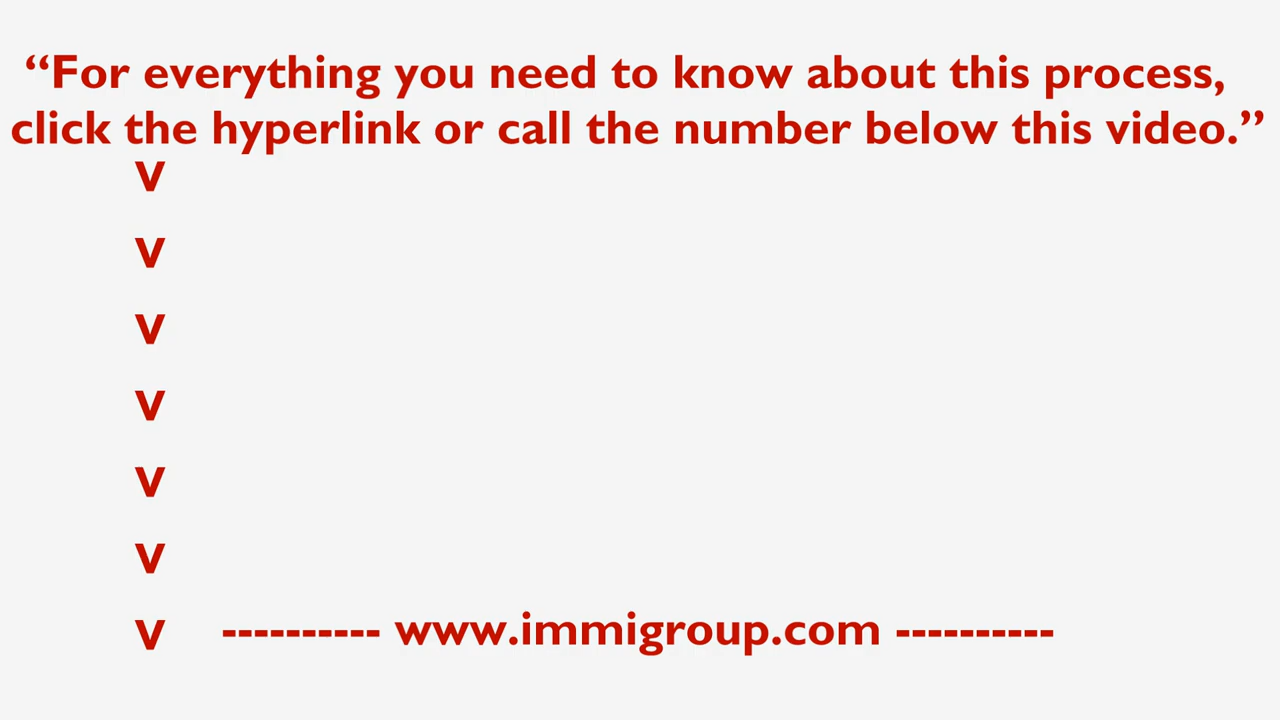 “For everything you need to know about this process,
click the hyperlink or call the number below this video.”
V
V
V
V
V
V
V ---------- www.immigroup.com ----------